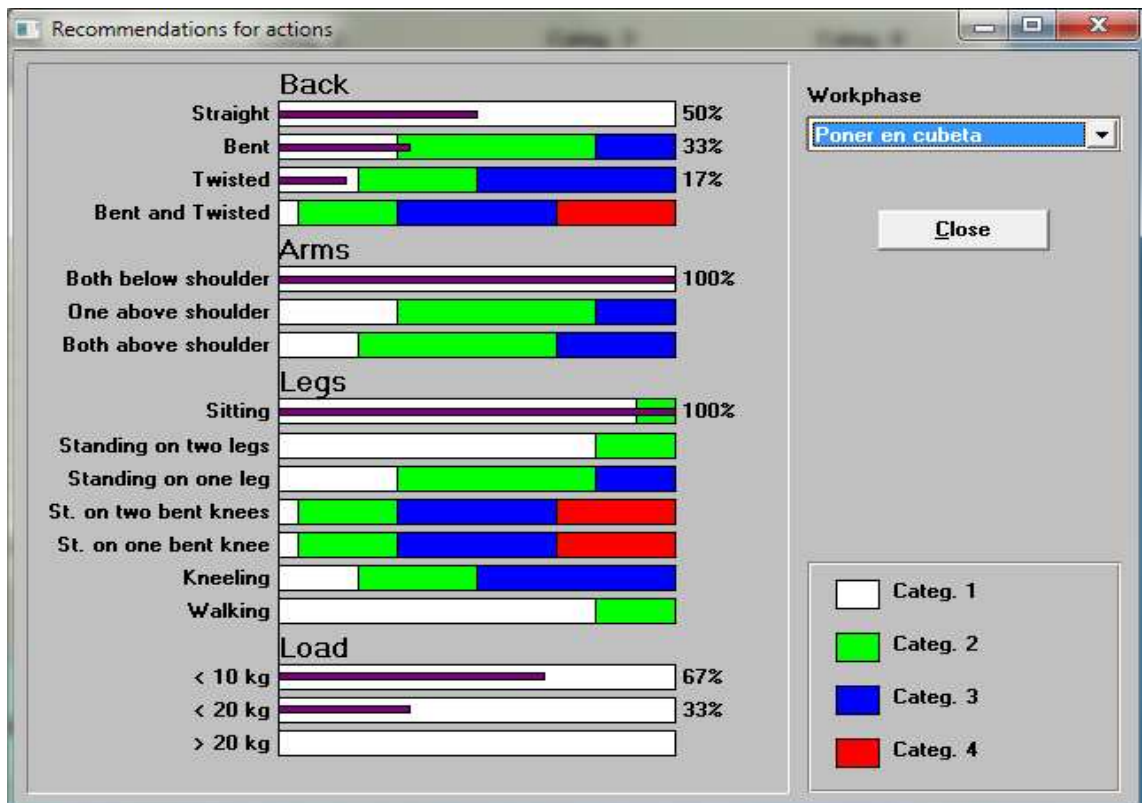 Recommendations for actions
Back
Straight 50%
Bent 33%
Twisted 17%
Bent and Twisted
Arms
Both below shoulder 100%
One above shoulder
Both above shoulder
Legs
Sitting 100%
Standing on two legs
Standing on one leg
St. on two bent knees
St. on one bent knee
Kneeling
Walking
Load
< 10 kg 67%
< 20 kg 33%
> 20 kg
Workphase
Poner en cubeta
Close
Categ. 1
Categ. 2
Categ. 3
Categ. 4